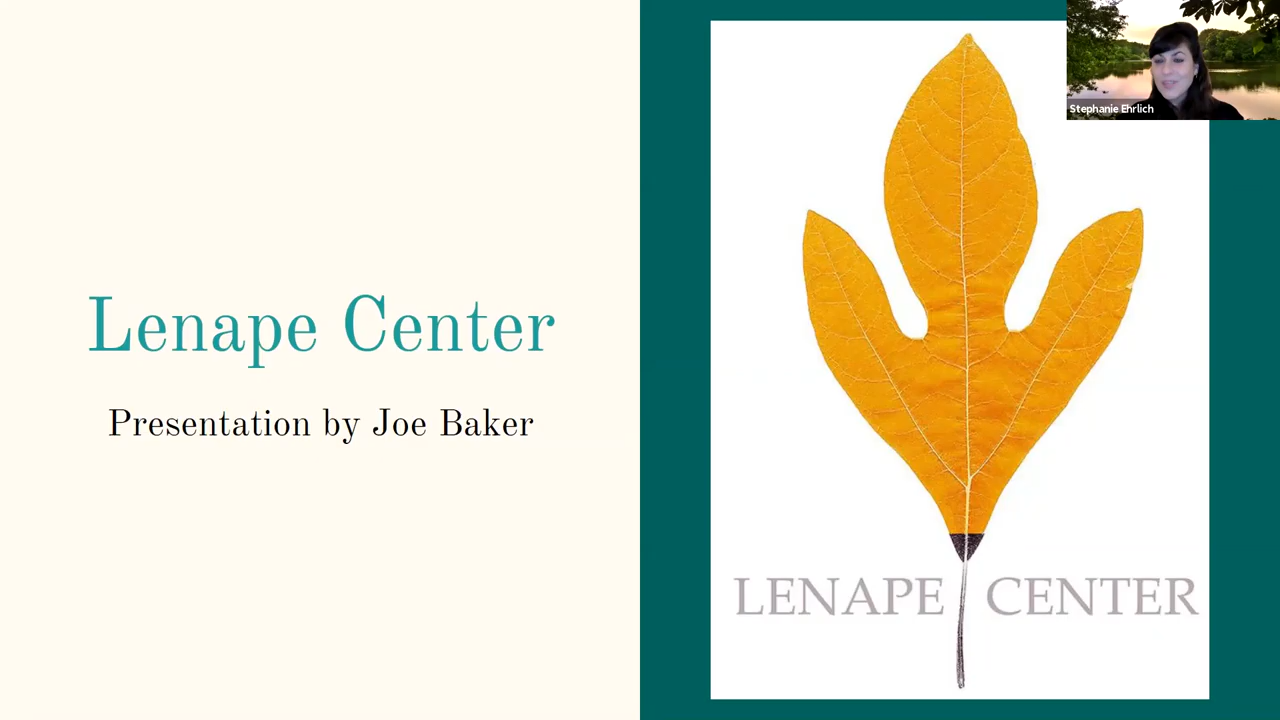 Stephanie Ehrlich
Lenape Center
Presentation by Joe Baker
LENAPE CENTER